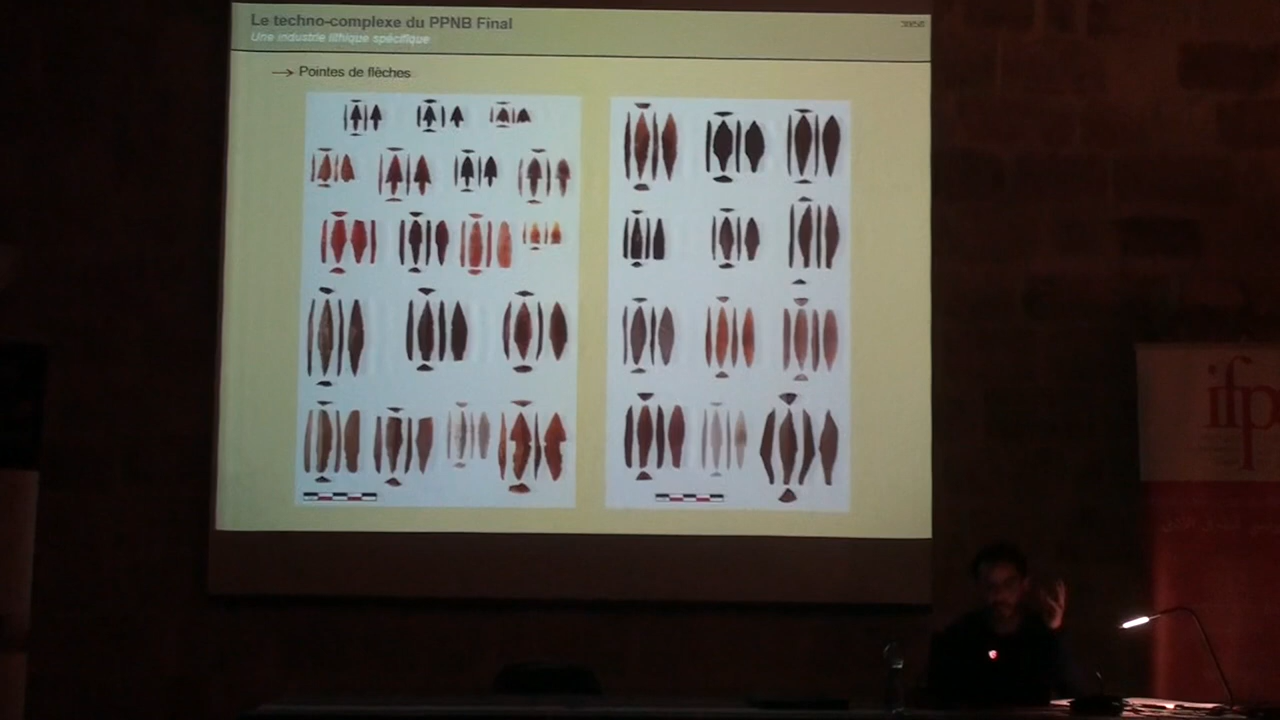 Le techno-complexe du PPNB Final
Une industrie lithique spécifique
→ Pointes de flèches
ifp